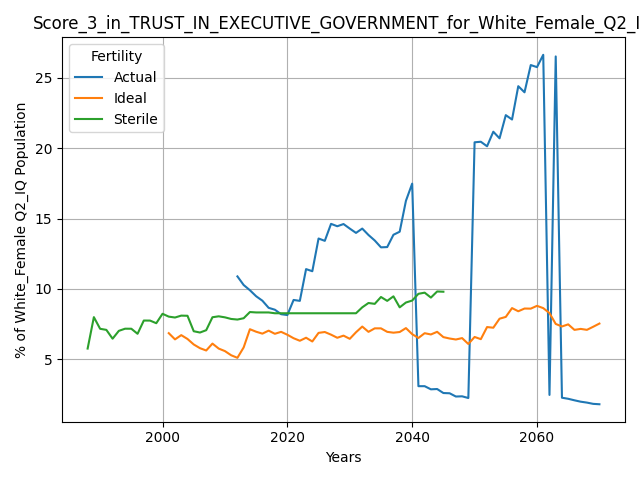 Score_3_in_TRUST_IN_EXECUTIVE_GOVERNMENT_for_White_Female_Q2_I
Fertility
Actual
Ideal
Sterile
% of White_Female Q2_IQ Population
25
20
15
10
5
2000
2020
2040
2060
Years